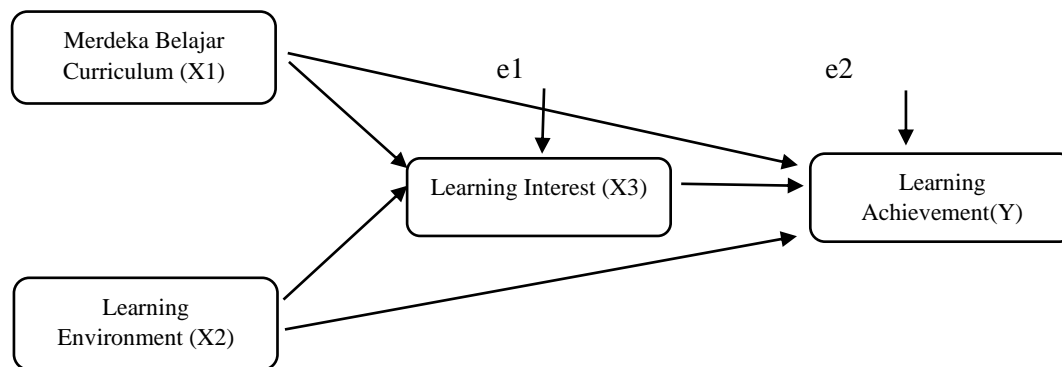 Merdeka Belajar
Curriculum (X1)
e1
e2
Learning Interest (X3)
Learning
Achievement(Y)
Learning
Environment (X2)